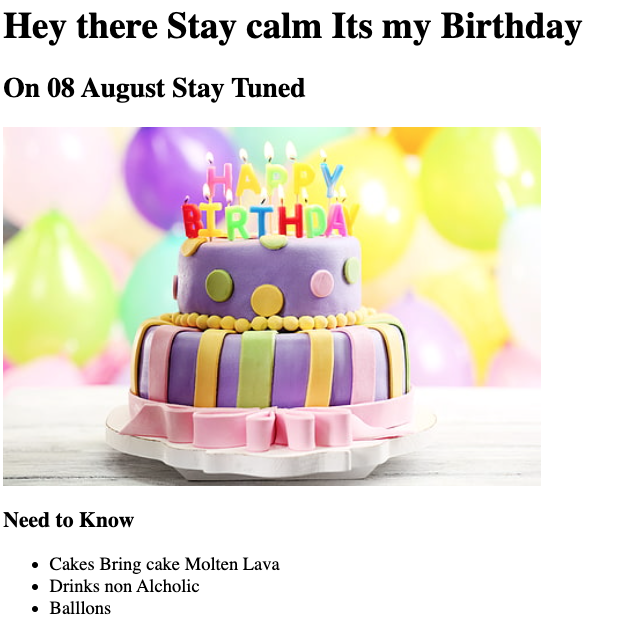 Hey there Stay calm Its my Birthday
On 08 August Stay Tuned
HAPPY
BIRTHDAY
Need to Know
Cakes Bring cake Molten Lava
Drinks non Alcholic
Balllons